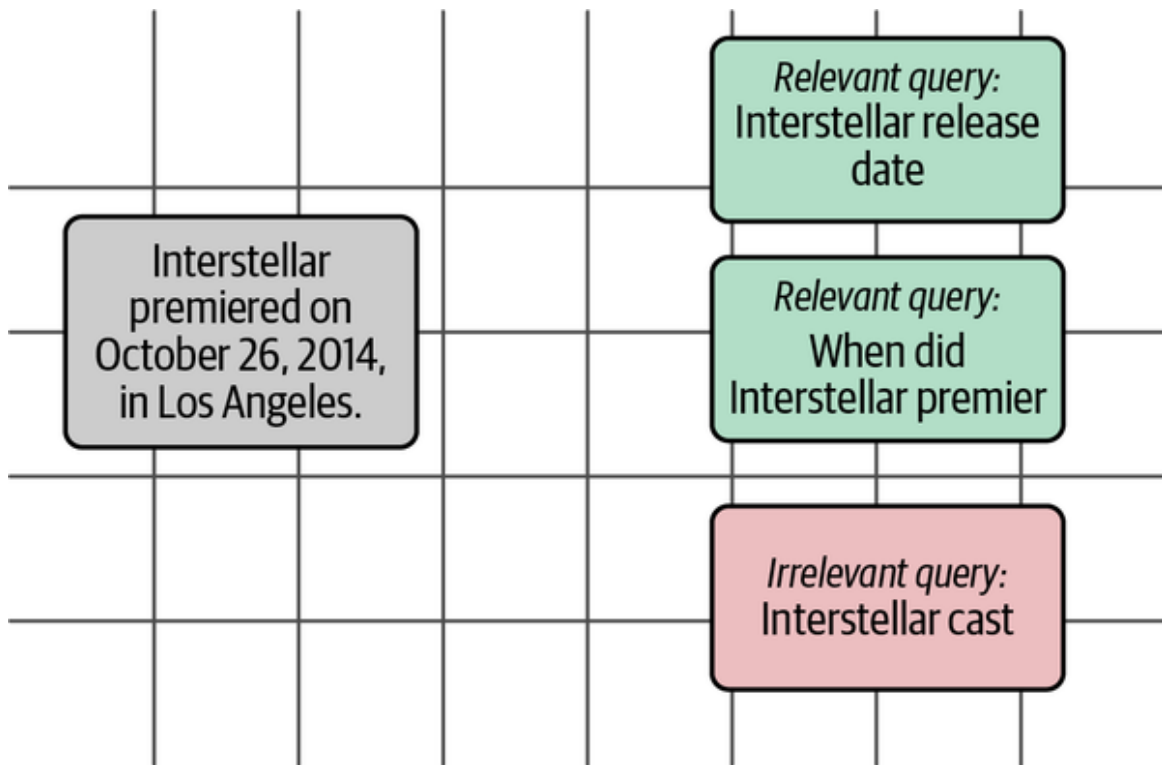 Interstellar
premiered on
October 26, 2014,
in Los Angeles.
Relevant query:
Interstellar release
date
Relevant query:
When did
Interstellar premier
Irrelevant query:
Interstellar cast